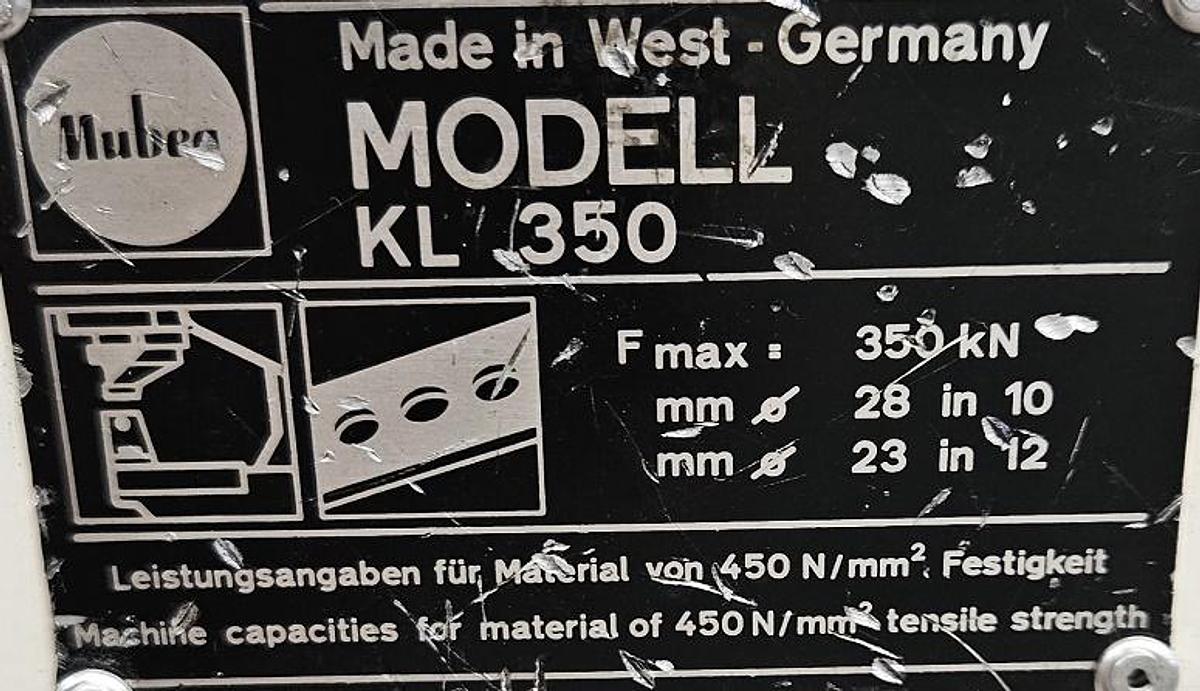 Mubea
Made in West - Germany
MODELL
KL 350
F max = 350 kN
mm ⌀ 28 in 10
mm ⌀ 23 in 12
Leistungsangaben für Material von 450 N/mm² Festigkeit
Machine capacities for material of 450 N/mm² tensile strength